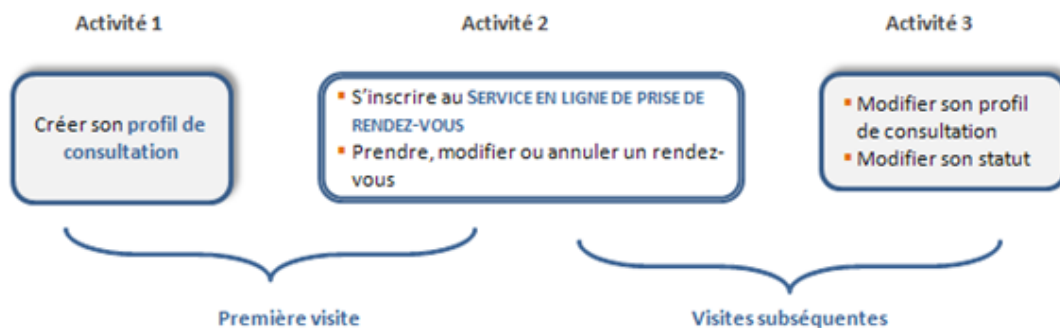 Activité 1
Activité 2
Activité 3
Créer son profil de
consultation
▪ S’inscrire au SERVICE EN LIGNE DE PRISE DE
RENDEZ-VOUS
▪ Prendre, modifier ou annuler un rendez-
vous
▪ Modifier son profil
de consultation
▪ Modifier son statut
Première visite
Visites subséquentes